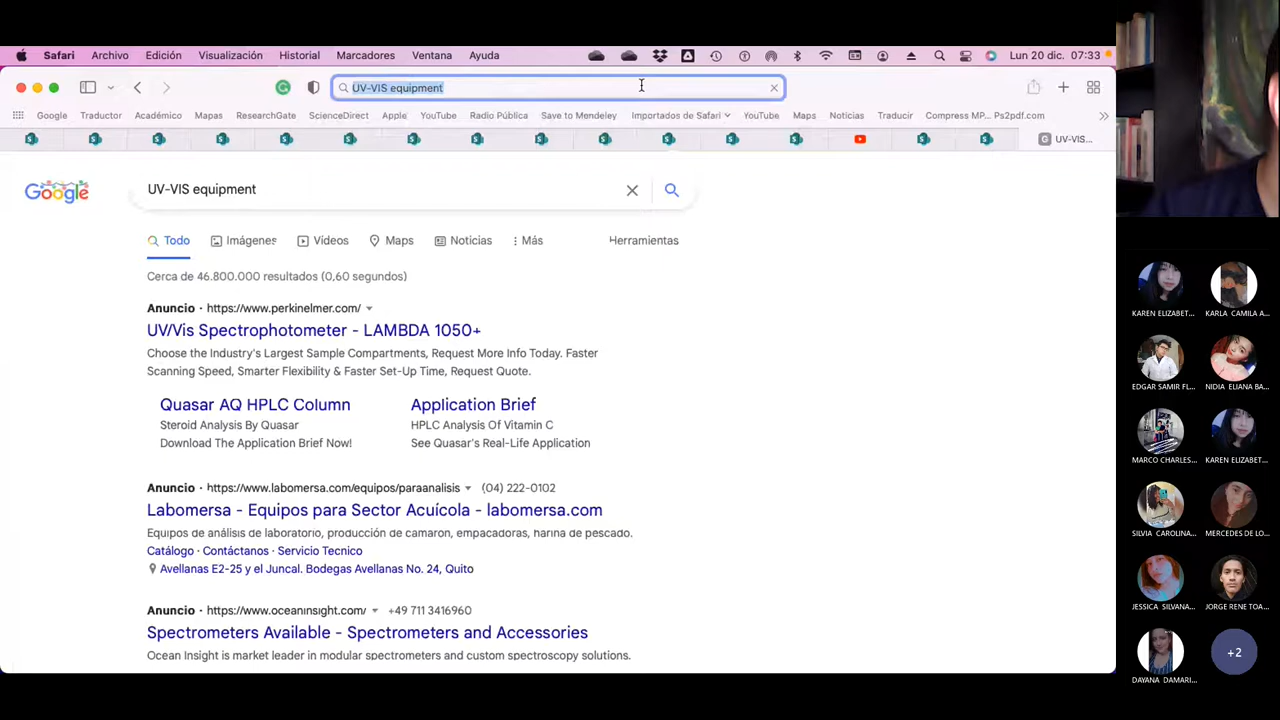 Safari Archivo Edición Visualización Historial Marcadores Ventana Ayuda Lun 20 dic. 07:33
UV-VIS equipment
Google Traductor Académico Mapas ResearchGate ScienceDirect Apple YouTube Radio Pública Save to Mendeley Importados de Safari YouTube Maps Noticias Traducir Compress MP... Ps2pdf.com
UV-VIS...
Google UV-VIS equipment
Todo Imágenes Vídeos Maps Noticias Más Herramientas
Cerca de 46.800.000 resultados (0,60 segundos)
Anuncio · https://www.perkinelmer.com/
UV/Vis Spectrophotometer - LAMBDA 1050+
Choose the Industry's Largest Sample Compartments, Request More Info Today. Faster
Scanning Speed, Smarter Flexibility & Faster Set-Up Time, Request Quote.
Quasar AQ HPLC Column
Steroid Analysis By Quasar
Download The Application Brief Now!
Application Brief
HPLC Analysis Of Vitamin C
See Quasar's Real-Life Application
Anuncio · https://www.labomersa.com/equipos/paraanalisis (04) 222-0102
Labomersa - Equipos para Sector Acuícola - labomersa.com
Equipos de análisis de laboratorio, producción de camaron, empacadoras, harina de pescado.
Catálogo · Contáctanos · Servicio Tecnico
Avellanas E2-25 y el Juncal. Bodegas Avellanas No. 24, Quito
Anuncio · https://www.oceaninsight.com/ +49 711 3416960
Spectrometers Available - Spectrometers and Accessories
Ocean Insight is market leader in modular spectrometers and custom spectroscopy solutions.
KAREN ELIZABET... KARLA CAMILA A...
EDGAR SAMIR FL... NIDIA ELIANA BA...
MARCO CHARLES... KAREN ELIZABET...
SILVIA CAROLINA... MERCEDES DE LO...
JESSICA SILVANA... JORGE RENE TOA...
+2
DAYANA DAMARI...